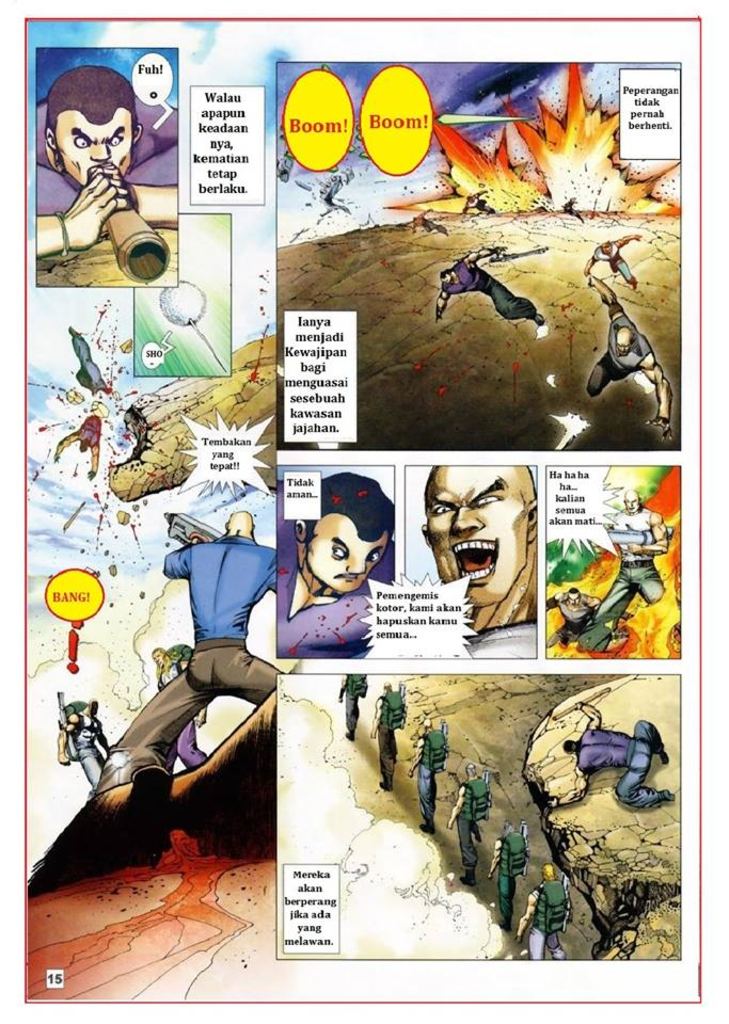 Fuh!
Walau
apapun
keadaan
nya,
kematian
tetap
berlaku.
SHO
Boom!
Boom!
Peperangan
tidak
pernah
berhenti.
Ianya
menjadi
Kewajipan
bagi
menguasai
sesebuah
kawasan
jajahan.
Tembakan
yang
tepat!!
BANG!
Tidak
aman...
Pemengemis
kotor, kami akan
hapuskan kamu
semua...
Ha ha ha
ha...
kalian
semua
akan mati...
Mereka
akan
berperang
jika ada
yang
melawan.
15